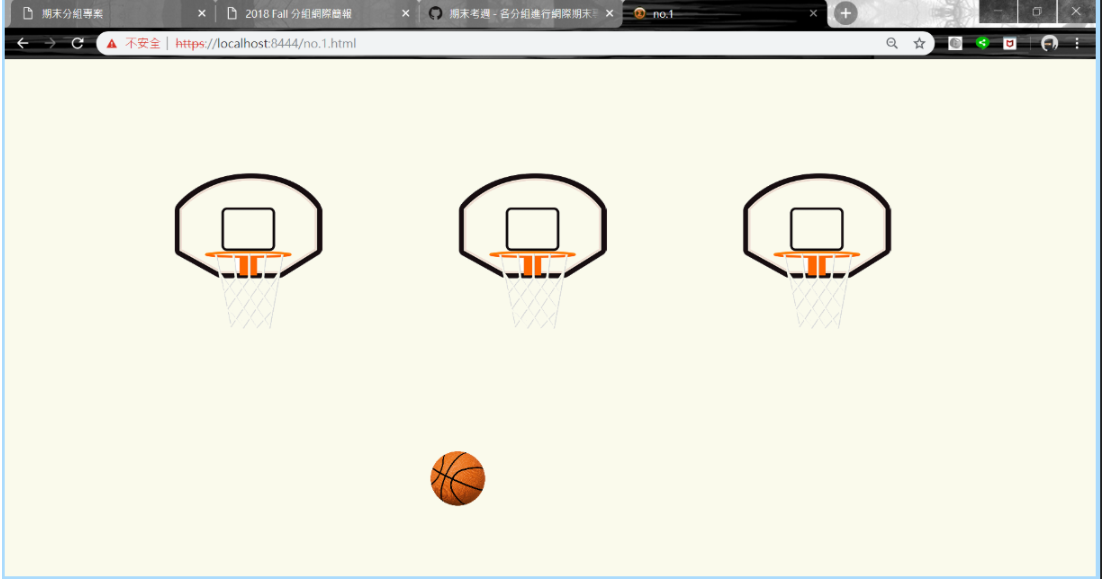 期末分組專案
2018 Fall 分組網際簡報
期末考週 - 各分組進行網際期末
no.1
不安全 | https://localhost:8444/no.1.html